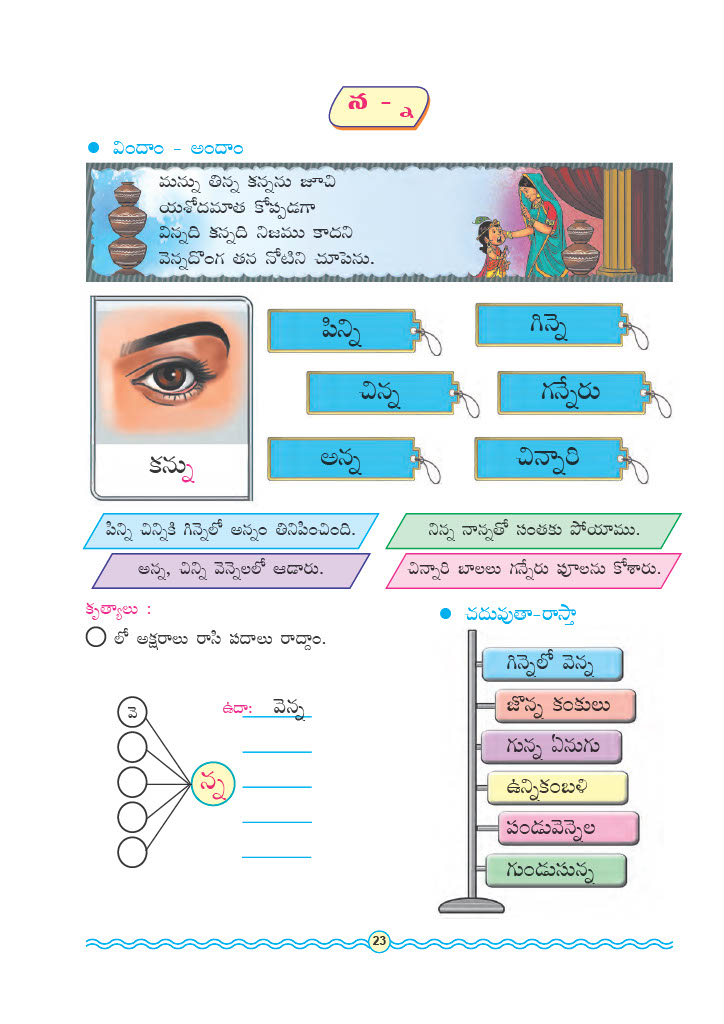 న - ్న
● విందాం - అందాం
మన్ను తిన్న కన్నను జూచి
యశోదమాత కోప్పడగా
విన్నది కన్నది నిజము కాదని
వెన్నదొంగ తన నోటిని చూపెను.
పిన్ని
గిన్నె
చిన్న
గన్నేరు
కన్ను
అన్న
చిన్నారి
పిన్ని చిన్నికి గిన్నెలో అన్నం తినిపించింది.
నిన్న నాన్నతో సంతకు పోయాము.
అన్న, చిన్ని వెన్నెలలో ఆడారు.
చిన్నారి బాలలు గన్నేరు పూలను కోశారు.
కృత్యాలు :
లో అక్షరాలు రాసి పదాలు రాద్దాం.
వె
ఉదా: వెన్న
న్న
● చదువుతా-రాస్తా
గిన్నెలో వెన్న
జొన్న కంకులు
గున్న ఏనుగు
ఉన్నికంబళి
పండువెన్నెల
గుండుసున్న
23